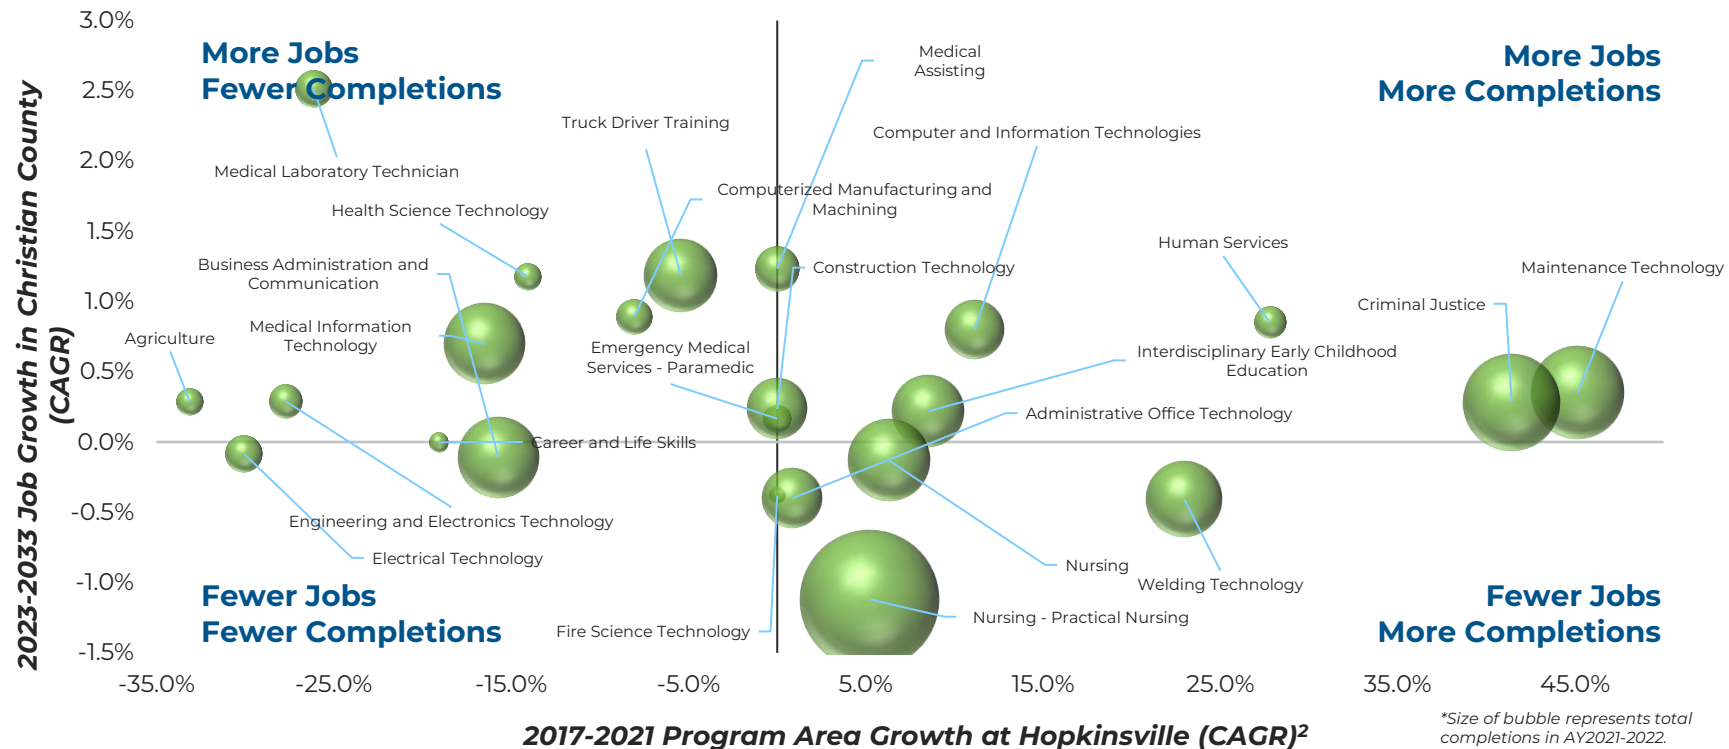 3.0%
2.5%
2.0%
1.5%
1.0%
0.5%
0.0%
-0.5%
-1.0%
-1.5%
2023-2033 Job Growth in Christian County
(CAGR)
More Jobs
Fewer Completions
More Jobs
More Completions
Medical
Assisting
Truck Driver Training
Computer and Information Technologies
Medical Laboratory Technician
Computerized Manufacturing and
Machining
Health Science Technology
Human Services
Business Administration and
Communication
Construction Technology
Maintenance Technology
Criminal Justice
Medical Information
Technology
Agriculture
Emergency Medical
Services - Paramedic
Interdisciplinary Early Childhood
Education
Administrative Office Technology
Career and Life Skills
Engineering and Electronics Technology
Electrical Technology
Nursing
Welding Technology
Nursing - Practical Nursing
Fire Science Technology
Fewer Jobs
Fewer Completions
Fewer Jobs
More Completions
-35.0%
-25.0%
-15.0%
-5.0%
5.0%
15.0%
25.0%
35.0%
45.0%
2017-2021 Program Area Growth at Hopkinsville (CAGR)²
*Size of bubble represents total
completions in AY2021-2022.